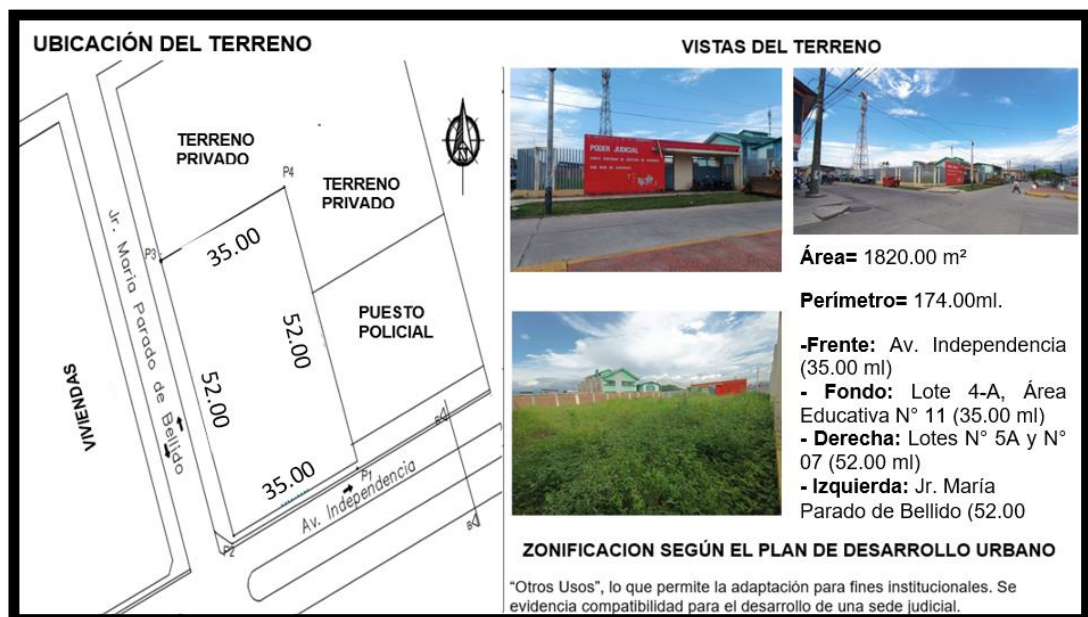 UBICACIÓN DEL TERRENO
TERRENO
PRIVADO
P4
TERRENO
PRIVADO
P3
35.00
Jr. María Parado de Bellido
PUESTO
POLICIAL
52.00
52.00
VIVIENDAS
35.00
P1
Av. Independencia
P2
B
B
VISTAS DEL TERRENO
PODER JUDICIAL
Área= 1820.00 m²
Perímetro= 174.00ml.
-Frente: Av. Independencia
(35.00 ml)
- Fondo: Lote 4-A, Área
Educativa N° 11 (35.00 ml)
- Derecha: Lotes N° 5A y N°
07 (52.00 ml)
- Izquierda: Jr. María
Parado de Bellido (52.00
ZONIFICACION SEGÚN EL PLAN DE DESARROLLO URBANO
“Otros Usos”, lo que permite la adaptación para fines institucionales. Se
evidencia compatibilidad para el desarrollo de una sede judicial.